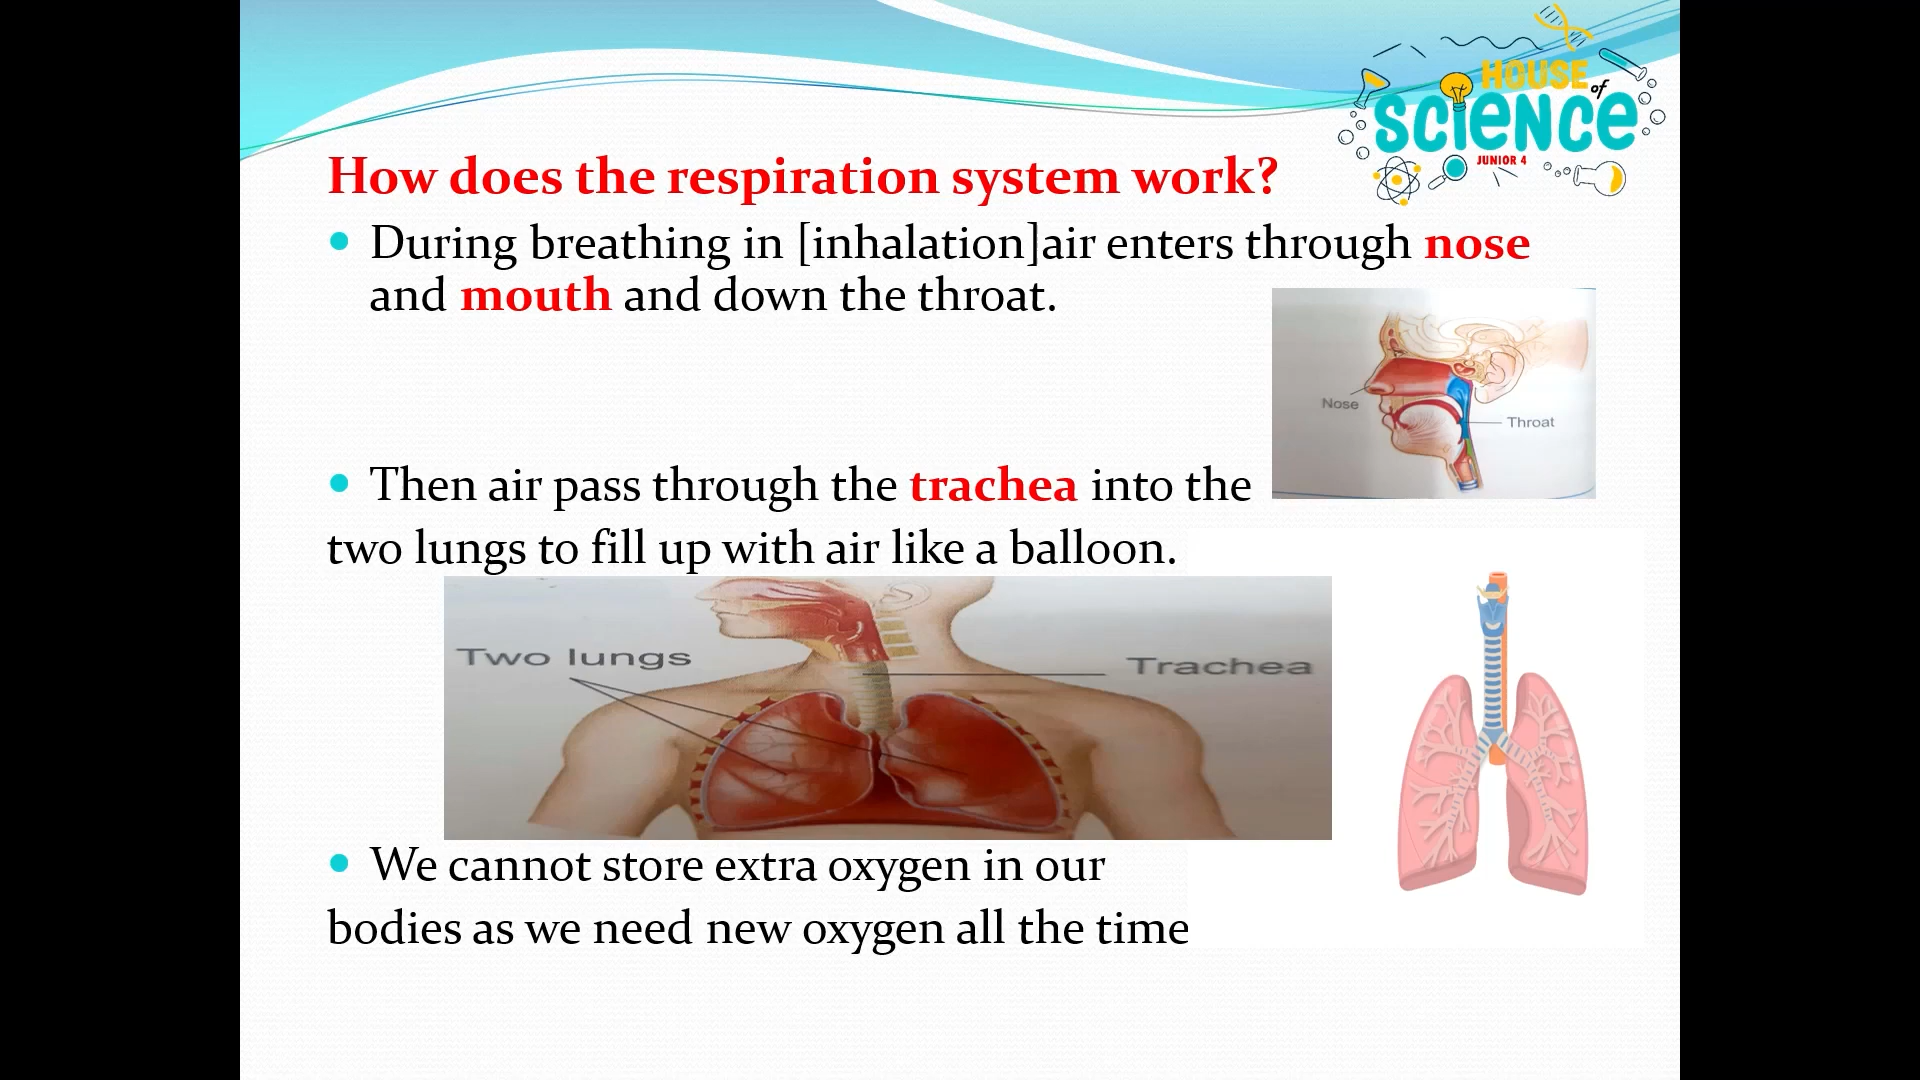 HOUSE of
SCIENCE
JUNIOR 4
How does the respiration system work?
• During breathing in [inhalation]air enters through nose
and mouth and down the throat.
Nose
Throat
• Then air pass through the trachea into the
two lungs to fill up with air like a balloon.
Two lungs
Trachea
• We cannot store extra oxygen in our
bodies as we need new oxygen all the time